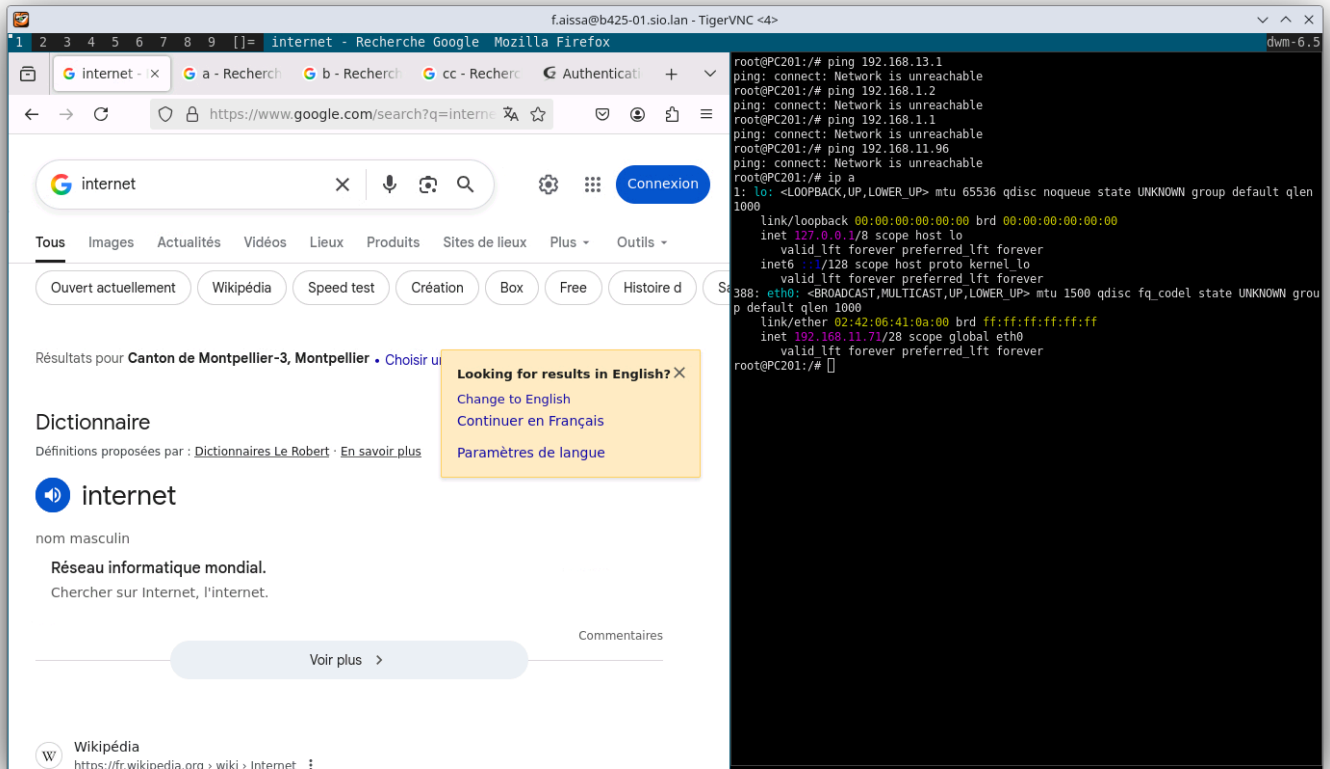 f.aissa@b425-01.sio.lan - TigerVNC <4>
1 2 3 4 5 6 7 8 9 []= internet - Recherche Google Mozilla Firefox dwm-6.5
internet - a - Recherch b - Recherch cc - Recherc Authenticati
https://www.google.com/search?q=interne
internet
Connexion
Tous Images Actualités Vidéos Lieux Produits Sites de lieux Plus Outils
Ouvert actuellement Wikipédia Speed test Création Box Free Histoire d Sa
Résultats pour Canton de Montpellier-3, Montpellier • Choisir u
Looking for results in English?
Change to English
Continuer en Français
Paramètres de langue
Dictionnaire
Définitions proposées par : Dictionnaires Le Robert · En savoir plus
internet
nom masculin
Réseau informatique mondial.
Chercher sur Internet, l'internet.
Commentaires
Voir plus
W
Wikipédia
https://fr.wikipedia.org › wiki › Internet
root@PC201:/# ping 192.168.13.1
ping: connect: Network is unreachable
root@PC201:/# ping 192.168.1.2
ping: connect: Network is unreachable
root@PC201:/# ping 192.168.1.1
ping: connect: Network is unreachable
root@PC201:/# ping 192.168.11.96
ping: connect: Network is unreachable
root@PC201:/# ip a
1: lo: <LOOPBACK,UP,LOWER_UP> mtu 65536 qdisc noqueue state UNKNOWN group default qlen
1000
link/loopback 00:00:00:00:00:00 brd 00:00:00:00:00:00
inet 127.0.0.1/8 scope host lo
valid_lft forever preferred_lft forever
inet6 ::1/128 scope host proto kernel_lo
valid_lft forever preferred_lft forever
388: eth0: <BROADCAST,MULTICAST,UP,LOWER_UP> mtu 1500 qdisc fq_codel state UNKNOWN grou
p default qlen 1000
link/ether 02:42:06:41:0a:00 brd ff:ff:ff:ff:ff:ff
inet 192.168.11.71/28 scope global eth0
valid_lft forever preferred_lft forever
root@PC201:/#